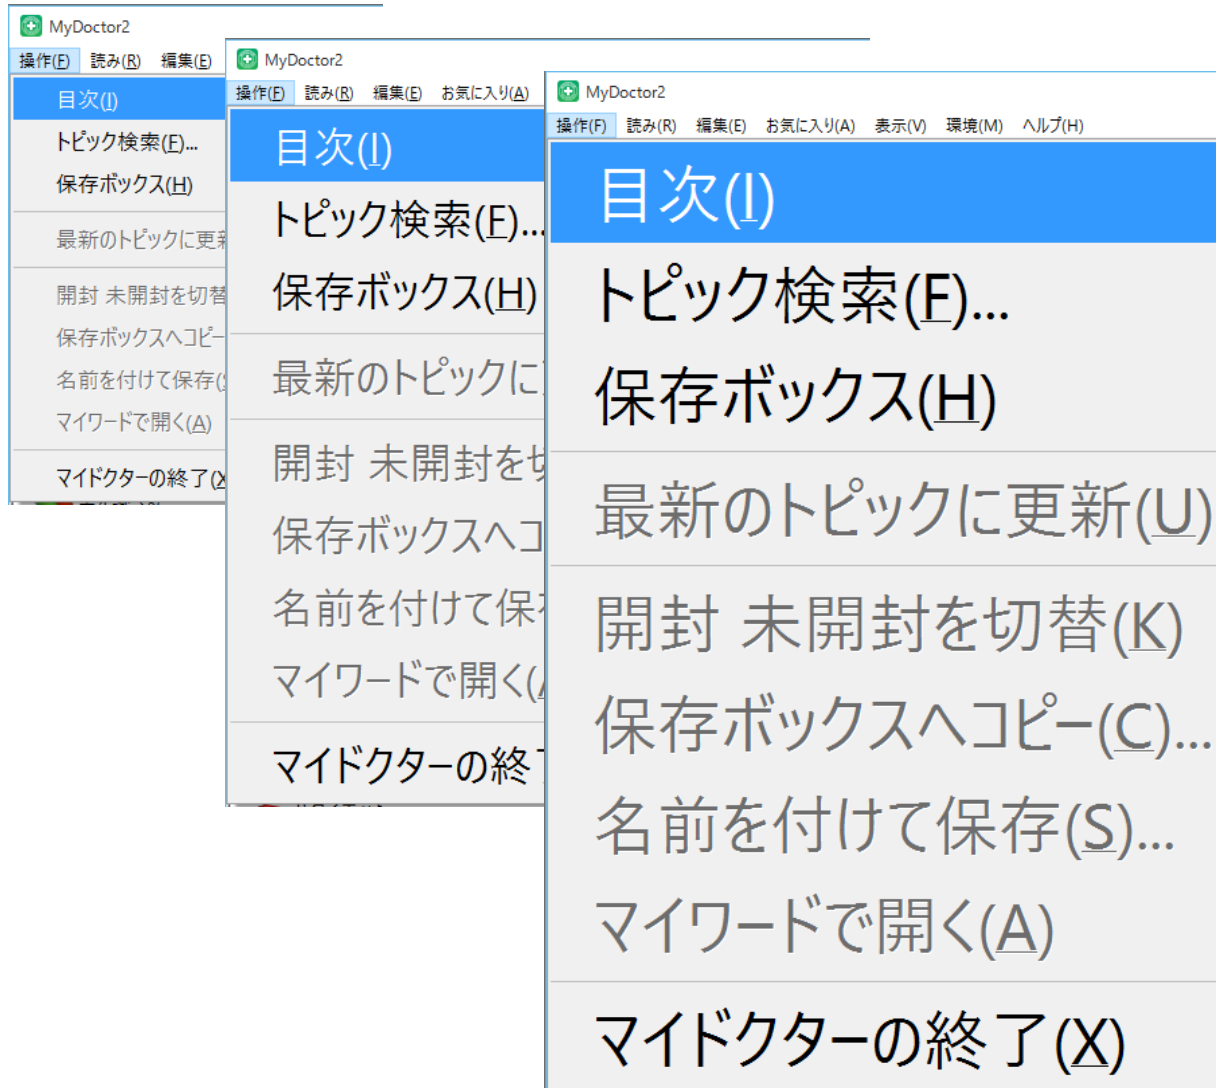 MyDoctor2
操作(F) 読み(R) 編集(E)
目次(I)
トピック検索(F)...
保存ボックス(H)
最新のトピックに更
開封 未開封を切替
保存ボックスへコピー
名前を付けて保存(
マイワードで開く(A)
マイドクターの終了(X
MyDoctor2
操作(F) 読み(R) 編集(E) お気に入り(A)
目次(I)
トピック検索(F)...
保存ボックス(H)
最新のトピックに
開封 未開封を
保存ボックスへコ
名前を付けて保
マイワードで開く(
マイドクターの終
MyDoctor2
操作(F) 読み(R) 編集(E) お気に入り(A) 表示(V) 環境(M) ヘルプ(H)
目次(I)
トピック検索(F)...
保存ボックス(H)
最新のトピックに更新(U)
開封 未開封を切替(K)
保存ボックスへコピー(C)...
名前を付けて保存(S)...
マイワードで開く(A)
マイドクターの終了(X)